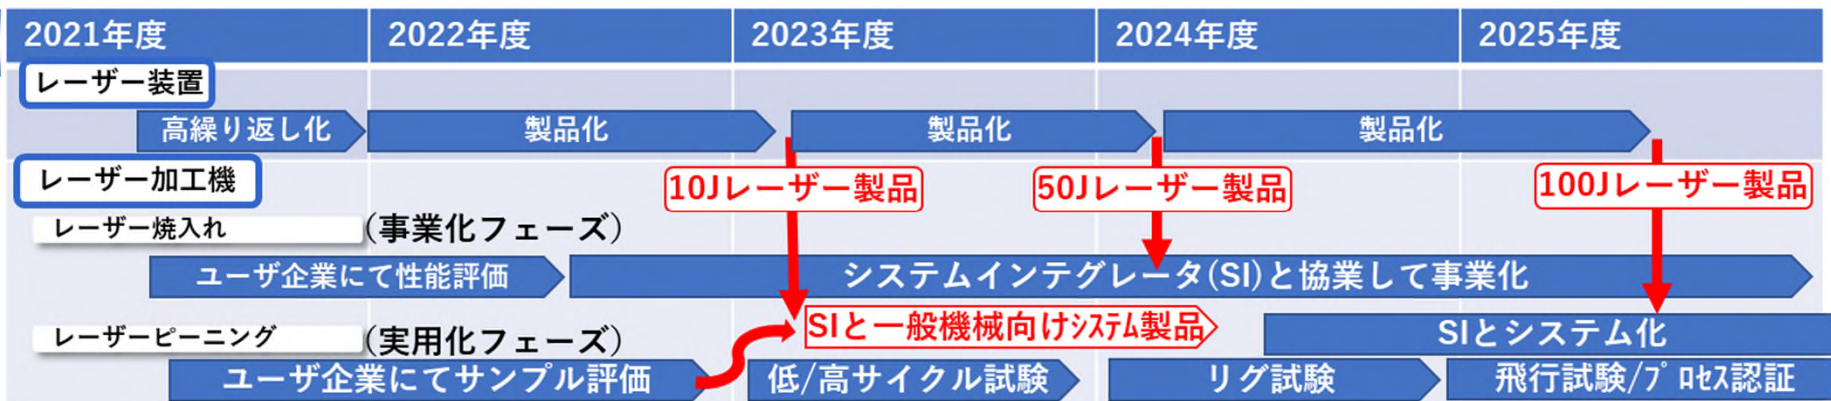 2021年度
2022年度
2023年度
2024年度
2025年度
レーザー装置
高繰り返し化
製品化
製品化
製品化
レーザー加工機
10Jレーザー製品
50Jレーザー製品
100Jレーザー製品
レーザー焼入れ
(事業化フェーズ)
ユーザ企業にて性能評価
システムインテグレータ(SI)と協業して事業化
レーザーピーニング
(実用化フェーズ)
SIと一般機械向けｼｽﾃﾑ製品
SIとシステム化
ユーザ企業にてサンプル評価
低/高サイクル試験
リグ試験
飛行試験/ﾌﾟﾛｾｽ認証